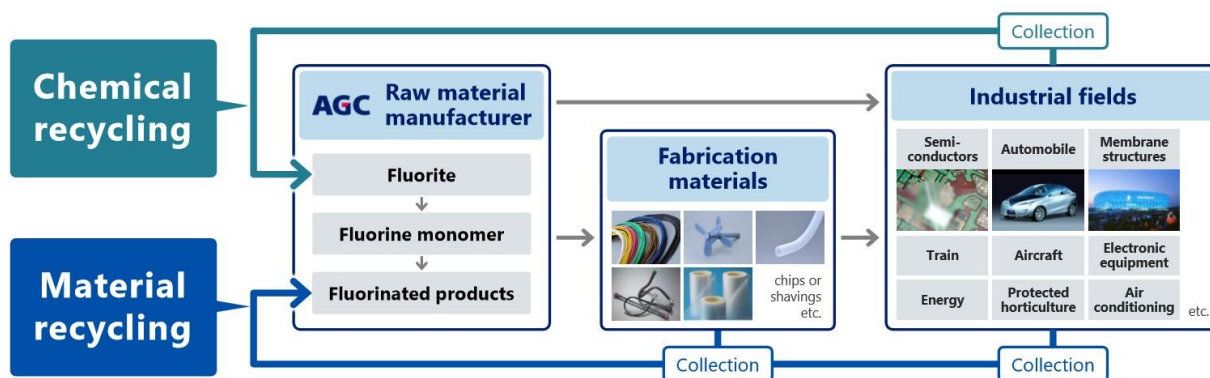 Collection
Chemical
recycling
AGC Raw material
manufacturer
Fluorite
Fluorine monomer
Fluorinated products
Fabrication
materials
chips or
shavings
etc.
Industrial fields
Semi-
conductors
Automobile
Membrane
structures
Train
Aircraft
Electronic
equipment
Energy
Protected
horticulture
Air
conditioning
etc.
Material
recycling
Collection
Collection